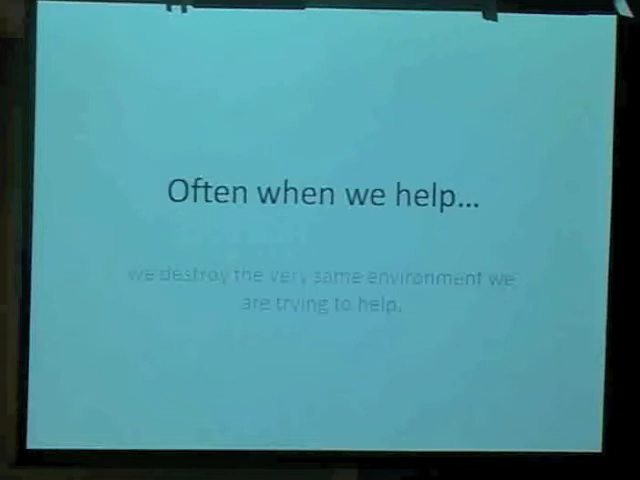 Often when we help...
we destroy the very same environment we
are trying to help.